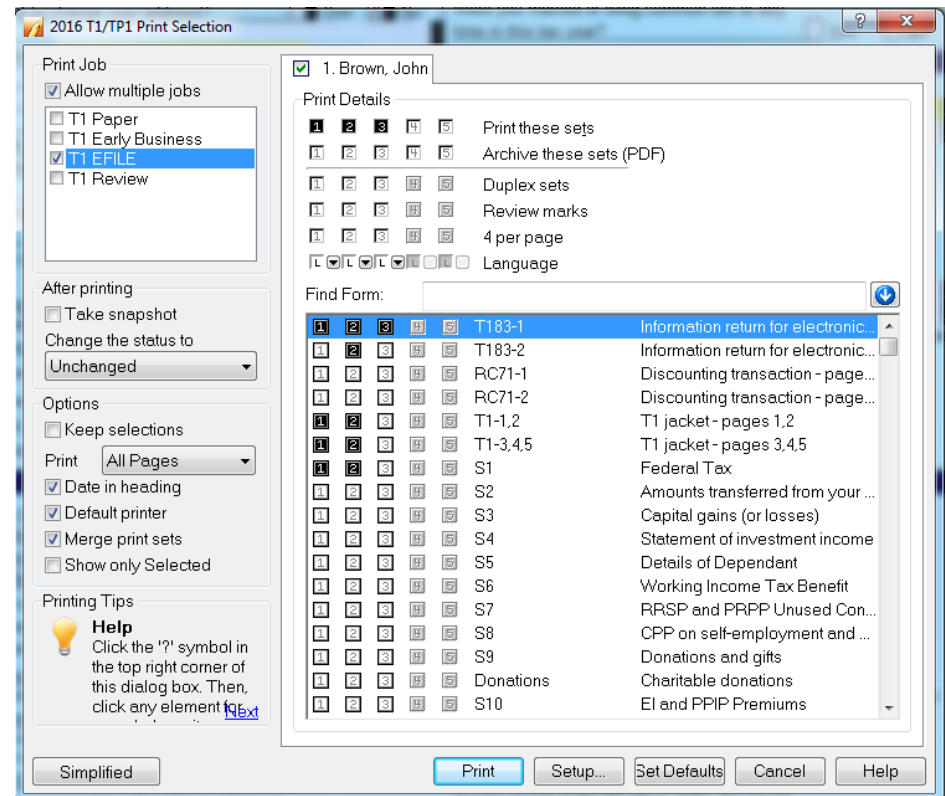 2016 T1/TP1 Print Selection
Print Job
Allow multiple jobs
T1 Paper
T1 Early Business
T1 EFILE
T1 Review
After printing
Take snapshot
Change the status to
Unchanged
Options
Keep selections
Print All Pages
Date in heading
Default printer
Merge print sets
Show only Selected
Printing Tips
Help
Click the '?' symbol in
the top right corner of
this dialog box. Then,
click any element for
Next
Simplified
1. Brown, John
Print Details
1 2 3 4 5 Print these sets
1 2 3 4 5 Archive these sets (PDF)
1 2 3 4 5 Duplex sets
1 2 3 4 5 Review marks
1 2 3 4 5 4 per page
L L L L L Language
Find Form:
1 2 3 4 5 T183-1 Information return for electronic...
1 2 3 4 5 T183-2 Information return for electronic...
1 2 3 4 5 RC71-1 Discounting transaction - page...
1 2 3 4 5 RC71-2 Discounting transaction - page...
1 2 3 4 5 T1-1,2 T1 jacket - pages 1,2
1 2 3 4 5 T1-3,4,5 T1 jacket - pages 3,4,5
1 2 3 4 5 S1 Federal Tax
1 2 3 4 5 S2 Amounts transferred from your ...
1 2 3 4 5 S3 Capital gains (or losses)
1 2 3 4 5 S4 Statement of investment income
1 2 3 4 5 S5 Details of Dependant
1 2 3 4 5 S6 Working Income Tax Benefit
1 2 3 4 5 S7 RRSP and PRPP Unused Con...
1 2 3 4 5 S8 CPP on self-employment and ...
1 2 3 4 5 S9 Donations and gifts
1 2 3 4 5 Donations Charitable donations
1 2 3 4 5 S10 EI and PPIP Premiums
Print Setup... Set Defaults Cancel Help